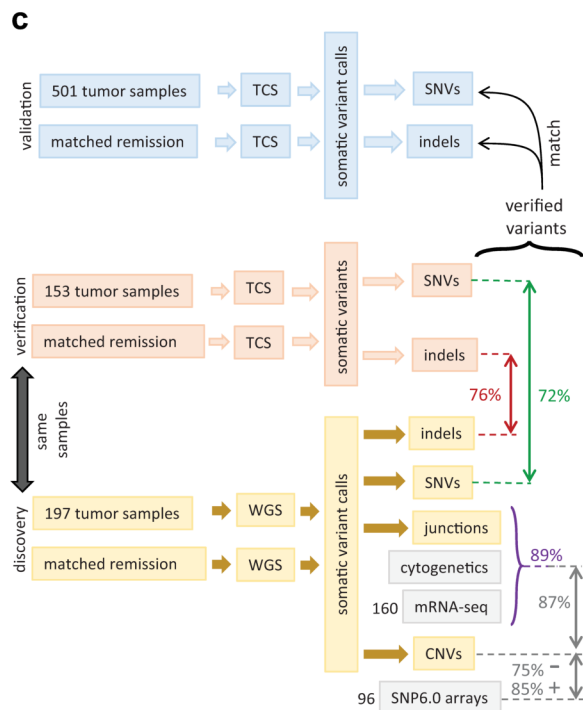 c
validation
501 tumor samples
TCS
somatic variant calls
SNVs
matched remission
TCS
indels
match
verified
variants
verification
153 tumor samples
TCS
somatic variants
SNVs
matched remission
TCS
indels
76%
72%
same
samples
discovery
somatic variant calls
indels
SNVs
197 tumor samples
WGS
junctions
matched remission
WGS
cytogenetics
89%
160 mRNA-seq
87%
CNVs
75% −
85% +
96 SNP6.0 arrays